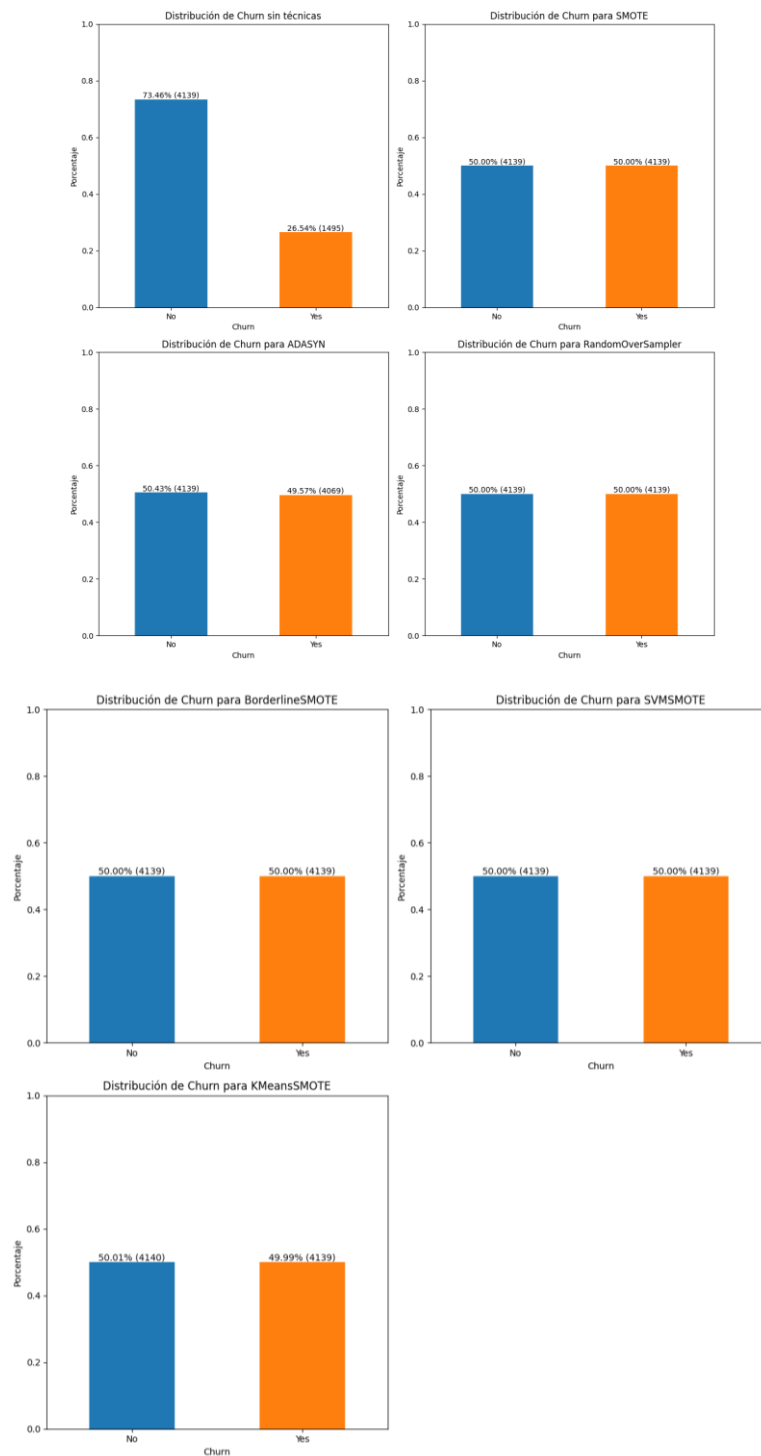 Distribución de Churn sin técnicas
1.0
0.8
0.6
0.4
0.2
0.0
Porcentaje
73.46% (4139)
26.54% (1495)
No
Yes
Churn
Distribución de Churn para SMOTE
1.0
0.8
0.6
0.4
0.2
0.0
Porcentaje
50.00% (4139)
50.00% (4139)
No
Yes
Churn
Distribución de Churn para ADASYN
1.0
0.8
0.6
0.4
0.2
0.0
Porcentaje
50.43% (4139)
49.57% (4069)
No
Yes
Churn
Distribución de Churn para RandomOverSampler
1.0
0.8
0.6
0.4
0.2
0.0
Porcentaje
50.00% (4139)
50.00% (4139)
No
Yes
Churn
Distribución de Churn para BorderlineSMOTE
1.0
0.8
0.6
0.4
0.2
0.0
Porcentaje
50.00% (4139)
50.00% (4139)
No
Yes
Churn
Distribución de Churn para SVMSMOTE
1.0
0.8
0.6
0.4
0.2
0.0
Porcentaje
50.00% (4139)
50.00% (4139)
No
Yes
Churn
Distribución de Churn para KMeansSMOTE
1.0
0.8
0.6
0.4
0.2
0.0
Porcentaje
50.01% (4140)
49.99% (4139)
No
Yes
Churn